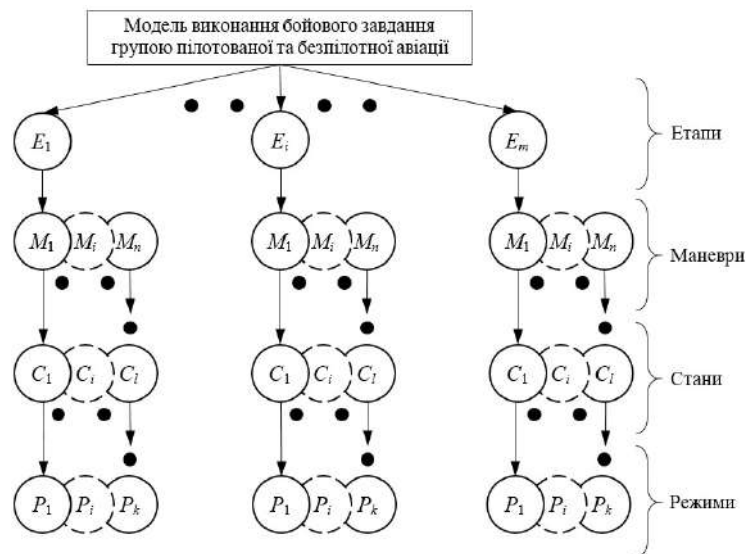 Модель виконання бойового завдання
групою пілотованої та безпілотної авіації
E1 Ei Em Етапи
M1 Mi Mn M1 Mi Mn M1 Mi Mn Маневри
C1 Ci Cl C1 Ci Cl C1 Ci Cl Стани
P1 Pi Pk P1 Pi Pk P1 Pi Pk Режими